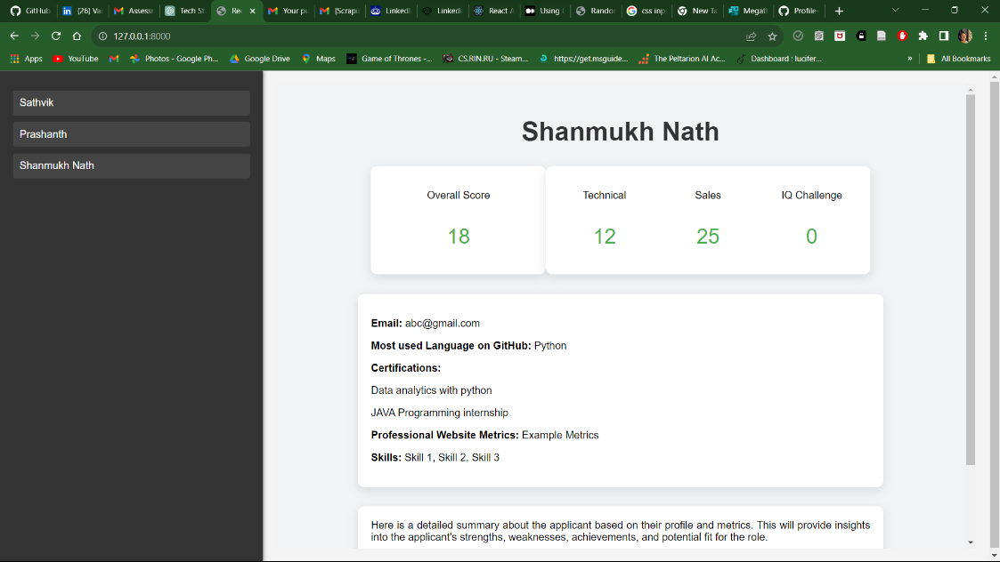 GitHub
(26) Va
Assess
Tech St
Re
Your pu
[Scrapi
LinkedI
Linkedi
React A
Using
Rando
css inp
New Ta
Megath
Profile-
127.0.0.1:8000
Apps
YouTube
Photos - Google Ph...
Google Drive
Maps
Game of Thrones -...
CS.RIN.RU - Steam...
https://get.msguide...
The Peltarion AI Ac...
Dashboard : lucifer...
»
All Bookmarks
Sathvik
Prashanth
Shanmukh Nath
Shanmukh Nath
Overall Score
18
Technical Sales IQ Challenge
12 25 0
Email: abc@gmail.com
Most used Language on GitHub: Python
Certifications:
Data analytics with python
JAVA Programming internship
Professional Website Metrics: Example Metrics
Skills: Skill 1, Skill 2, Skill 3
Here is a detailed summary about the applicant based on their profile and metrics. This will provide insights
into the applicant's strengths, weaknesses, achievements, and potential fit for the role.